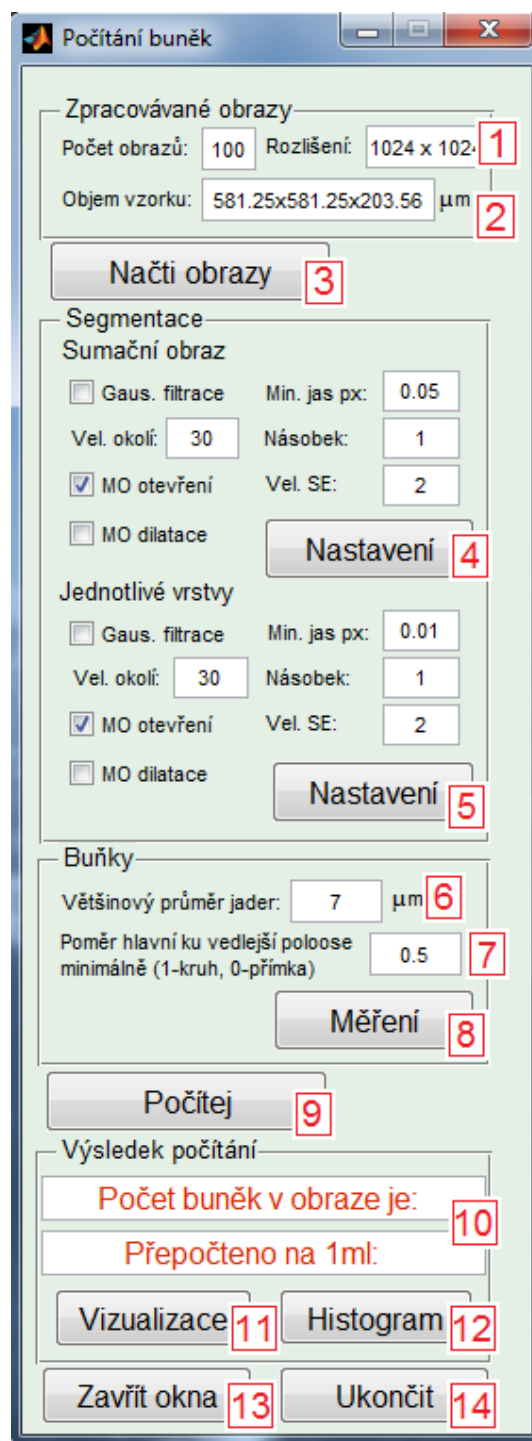 Počítání buněk
Zpracovávané obrazy
Počet obrazů: 100 Rozlišení: 1024 x 102 1
Objem vzorku: 581.25x581.25x203.56 μm 2
Načti obrazy 3
Segmentace
Sumační obraz
Gaus. filtrace Min. jas px: 0.05
Vel. okolí: 30 Násobek: 1
MO otevření Vel. SE: 2
MO dilatace Nastavení 4
Jednotlivé vrstvy
Gaus. filtrace Min. jas px: 0.01
Vel. okolí: 30 Násobek: 1
MO otevření Vel. SE: 2
MO dilatace Nastavení 5
Buňky
Většinový průměr jader: 7 μm 6
Poměr hlavní ku vedlejší poloose
minimálně (1-kruh, 0-přímka) 0.5 7
Měření 8
Počítej 9
Výsledek počítání
Počet buněk v obraze je: 10
Přepočteno na 1ml:
Vizualizace 11 Histogram 12
Zavřít okna 13 Ukončit 14